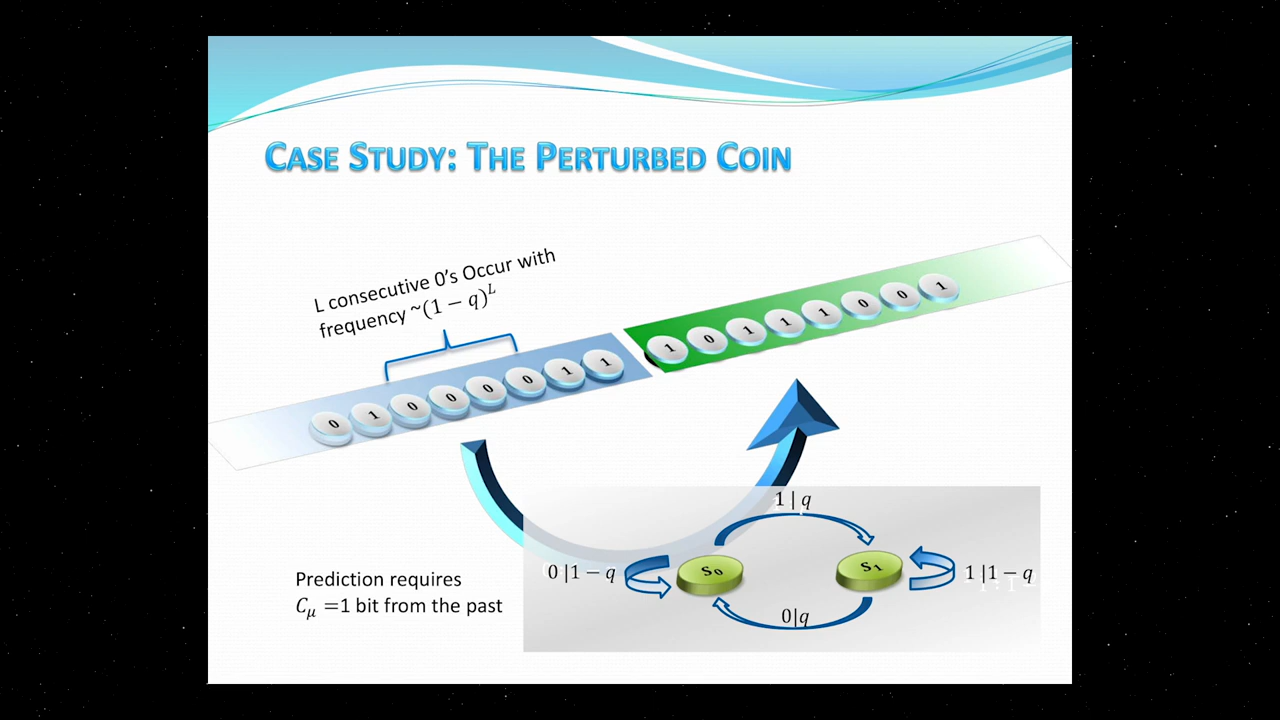 CASE STUDY: THE PERTURBED COIN
L consecutive 0's Occur with
frequency ~(1 − q)^L
0 1 0 0 0 0 1 1
1 0 1 1 1 0 0 1
1 | q
0 |1 − q
S₀
S₁
1 |1 − q
0|q
Prediction requires
C_μ =1 bit from the past